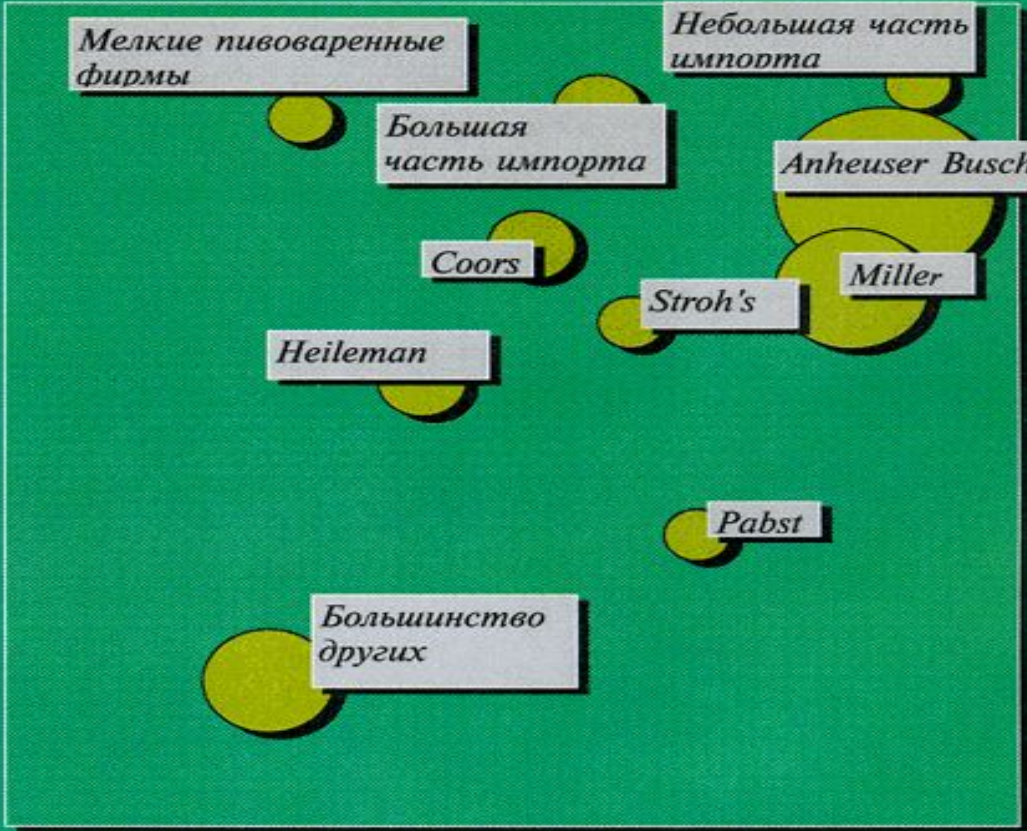 Мелкие пивоваренные
фирмы
Небольшая часть
импорта
Большая
часть импорта
Anheuser Busch
Coors
Miller
Stroh's
Heileman
Pabst
Большинство
других